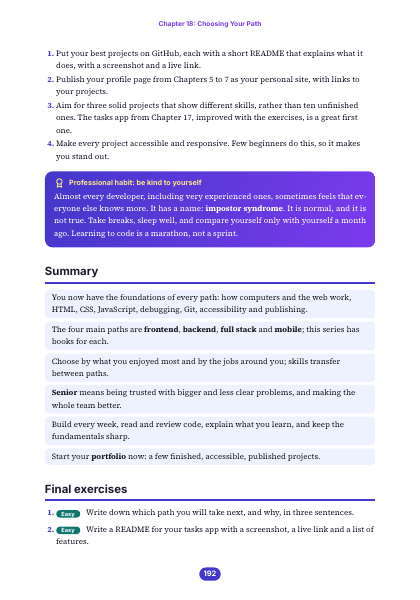 Chapter 18: Choosing Your Path
1. Put your best projects on GitHub, each with a short README that explains what it
does, with a screenshot and a live link.
2. Publish your profile page from Chapters 5 to 7 as your personal site, with links to
your projects.
3. Aim for three solid projects that show different skills, rather than ten unfinished
ones. The tasks app from Chapter 17, improved with the exercises, is a great first
one.
4. Make every project accessible and responsive. Few beginners do this, so it makes
you stand out.
Professional habit: be kind to yourself
Almost every developer, including very experienced ones, sometimes feels that ev-
eryone else knows more. It has a name: impostor syndrome. It is normal, and it is
not true. Take breaks, sleep well, and compare yourself only with yourself a month
ago. Learning to code is a marathon, not a sprint.
Summary
You now have the foundations of every path: how computers and the web work,
HTML, CSS, JavaScript, debugging, Git, accessibility and publishing.
The four main paths are frontend, backend, full stack and mobile; this series has
books for each.
Choose by what you enjoyed most and by the jobs around you; skills transfer
between paths.
Senior means being trusted with bigger and less clear problems, and making the
whole team better.
Build every week, read and review code, explain what you learn, and keep the
fundamentals sharp.
Start your portfolio now: a few finished, accessible, published projects.
Final exercises
1. Easy Write down which path you will take next, and why, in three sentences.
2. Easy Write a README for your tasks app with a screenshot, a live link and a list of
features.
192